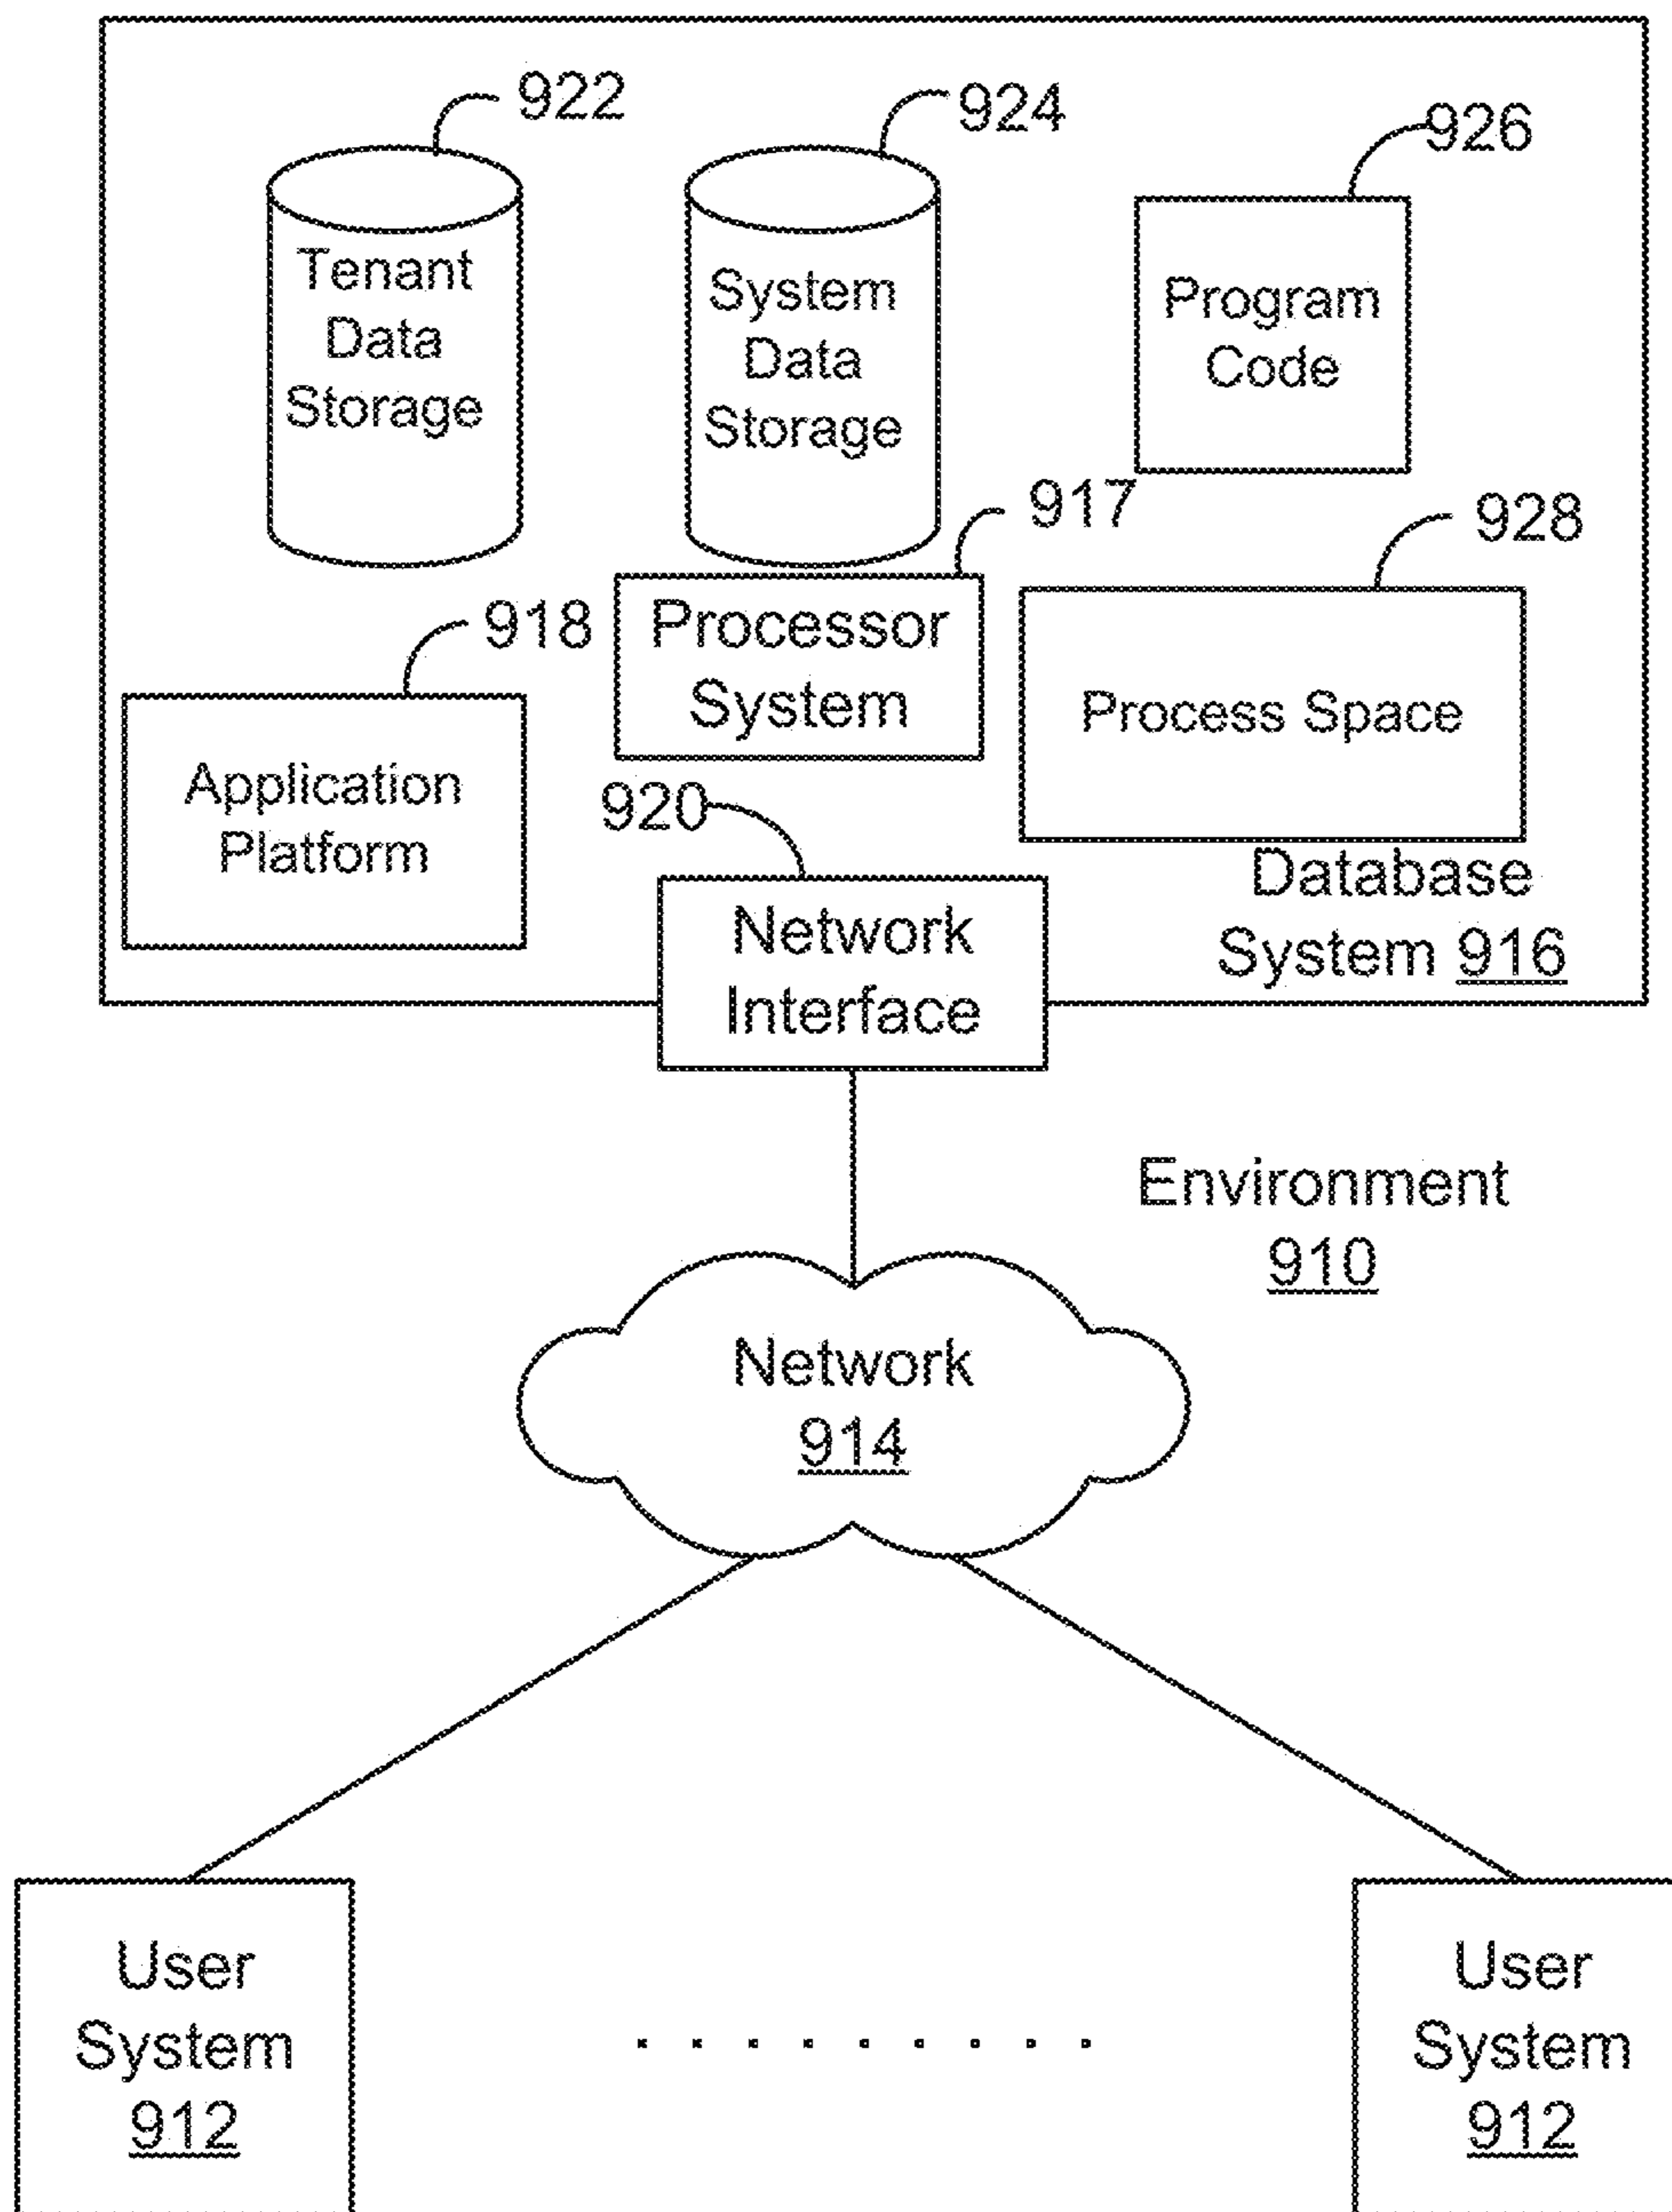 922
924
926
Tenant
Data
Storage
System
Data
Storage
Program
Code
917
928
918
Processor
System
Process Space
Application
Platform
920
Network
Interface
Database
System 916
Environment
910
Network
914
User
System
912
User
System
912